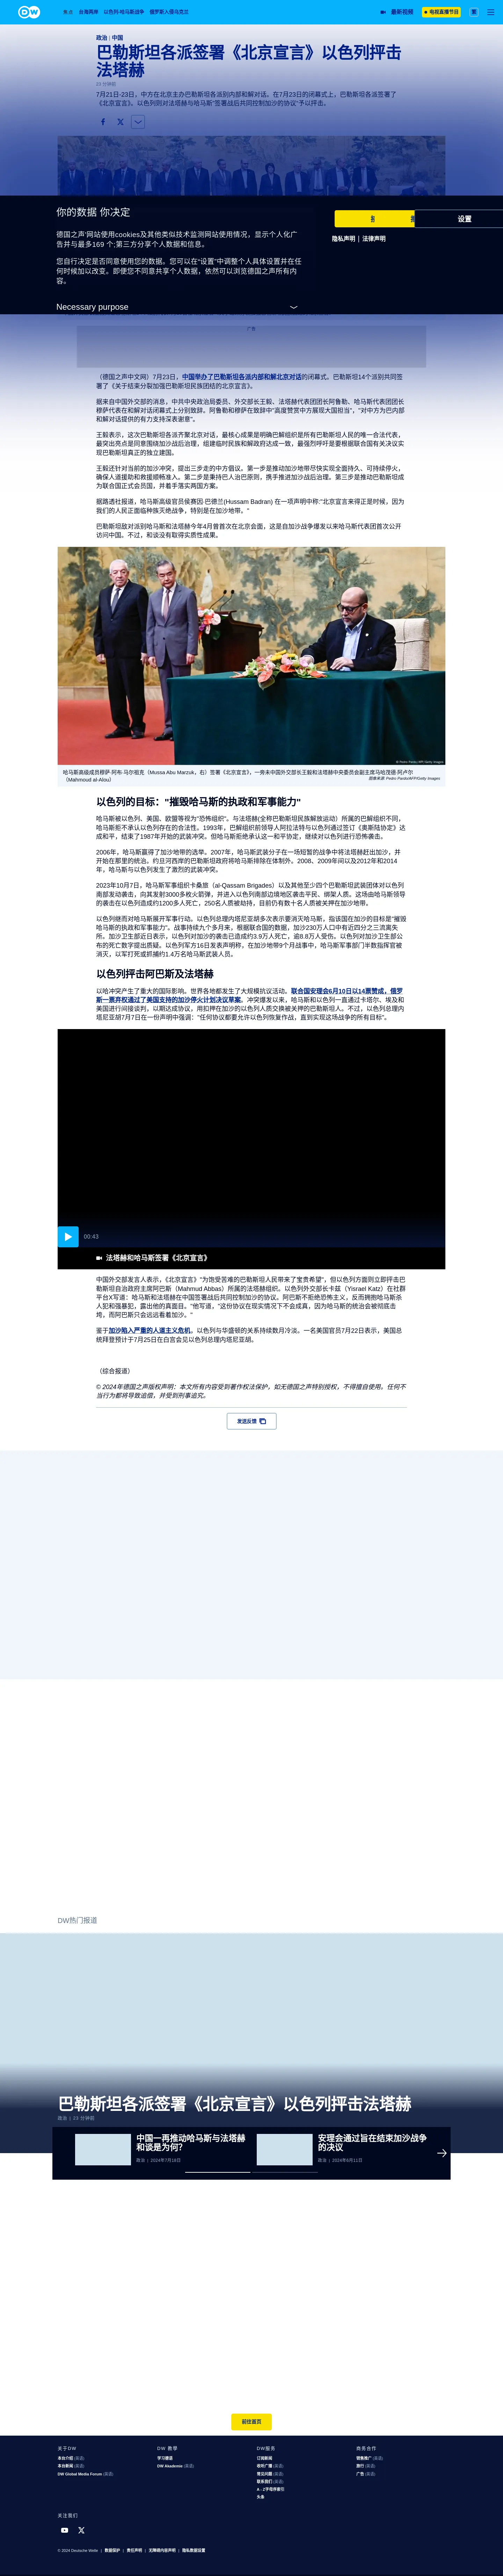 DW
焦点
台海两岸
以色列-哈马斯战争
俄罗斯入侵乌克兰
最新视频
电视直播节目
繁
政治 | 中国
巴勒斯坦各派签署《北京宣言》以色列抨击
法塔赫
23 分钟前
7月21日-23日，中方在北京主办巴勒斯坦各派别内部和解对话。在7月23日的闭幕式上，巴勒斯坦各派签署了
《北京宣言》。以色列则对法塔赫与哈马斯"签署战后共同控制加沙的协议"予以抨击。
你的数据 你决定
德国之声'网站使用cookies及其他类似技术监测网站使用情况，显示个人化广
告并与最多169 个;第三方分享个人数据和信息。
您自行决定是否同意使用您的数据。您可以在"设置"中调整个人具体设置并在任
何时候加以改变。即便您不同意共享个人数据，依然可以浏览德国之声所有内
容。
设置
隐私声明 | 法律声明
Necessary purpose
广告
（德国之声中文网）7月23日，中国举办了巴勒斯坦各派内部和解北京对话的闭幕式。巴勒斯坦14个派别共同签
署了《关于结束分裂加强巴勒斯坦民族团结的北京宣言》。
据来自中国外交部的消息，中共中央政治局委员、外交部长王毅、法塔赫代表团团长阿鲁勒、哈马斯代表团团长
穆萨代表在和解对话闭幕式上分别致辞。阿鲁勒和穆萨在致辞中"高度赞赏中方展现大国担当"，"对中方为巴内部
和解对话提供的有力支持深表谢意"。
王毅表示，这次巴勒斯坦各派齐聚北京对话，最核心成果是明确巴解组织是所有巴勒斯坦人民的唯一合法代表，
最突出亮点是同意围绕加沙战后治理，组建临时民族和解政府达成一致，最强烈呼吁是要根据联合国有关决议实
现巴勒斯坦真正的独立建国。
王毅还针对当前的加沙冲突，提出三步走的中方倡议。第一步是推动加沙地带尽快实现全面持久、可持续停火，
确保人道援助和救援顺畅准入。第二步是秉持巴人治巴原则，携手推进加沙战后治理。第三步是推动巴勒斯坦成
为联合国正式会员国，并着手落实两国方案。
据路透社报道，哈马斯高级官员侯赛因·巴德兰(Hussam Badran) 在一项声明中称:"北京宣言来得正是时候，因为
我们的人民正面临种族灭绝战争，特别是在加沙地带。"
巴勒斯坦敌对派别哈马斯和法塔赫今年4月曾首次在北京会面，这是自加沙战争爆发以来哈马斯代表团首次公开
访问中国。不过，和谈没有取得实质性成果。
© Pedro Pardo, AFP/Getty Images
哈马斯高级成员穆萨·阿布·马尔祖克（Mussa Abu Marzuk，右）签署《北京宣言》，一旁未中国外交部长王毅和法塔赫中央委员会副主席马哈茂德·阿卢尔
（Mahmoud al-Alou）
图像来源: Pedro Pardo/AFP/Getty Images
以色列的目标："摧毁哈马斯的执政和军事能力"
哈马斯被以色列、美国、欧盟等视为"恐怖组织"。与法塔赫(全称巴勒斯坦民族解放运动）所属的巴解组织不同，
哈马斯拒不承认以色列存在的合法性。1993年，巴解组织前领导人阿拉法特与以色列通过签订《奥斯陆协定》达
成和平，结束了1987年开始的武装冲突。但哈马斯拒绝承认这一和平协定，继续对以色列进行恐怖袭击。
2006年，哈马斯赢得了加沙地带的选举。2007年，哈马斯武装分子在一场短暂的战争中将法塔赫赶出加沙，并
开始在那里的统治。约旦河西岸的巴勒斯坦政府将哈马斯排除在体制外。2008、2009年间以及2012年和2014
年，哈马斯与以色列发生了激烈的武装冲突。
2023年10月7日，哈马斯军事组织卡桑旅（al-Qassam Brigades）以及其他至少四个巴勒斯坦武装团体对以色列
南部发动袭击，向其发射3000多枚火箭弹，并进入以色列南部边境地区袭击平民、绑架人质。这场由哈马斯领导
的袭击在以色列造成约1200多人死亡，250名人质被劫持，目前仍有数十名人质被关押在加沙地带。
以色列继而对哈马斯展开军事行动。以色列总理内塔尼亚胡多次表示要消灭哈马斯，指该国在加沙的目标是"摧毁
哈马斯的执政和军事能力"。战事持续九个多月来，根据联合国的数据，加沙230万人口中有近四分之三流离失
所。加沙卫生部近日表示，以色列对加沙的袭击已造成约3.9万人死亡，逾8.8万人受伤。以色列对加沙卫生部公
布的死亡数字提出质疑。以色列军方16日发表声明称，在加沙地带9个月战事中，哈马斯军事部门半数指挥官被
消灭，以军打死或抓捕约1.4万名哈马斯武装人员。
以色列抨击阿巴斯及法塔赫
以哈冲突产生了重大的国际影响。世界各地都发生了大规模抗议活动。联合国安理会6月10日以14票赞成，俄罗
斯一票弃权通过了美国支持的加沙停火计划决议草案。冲突爆发以来，哈马斯和以色列一直通过卡塔尔、埃及和
美国进行间接谈判，以期达成协议，用扣押在加沙的以色列人质交换被关押的巴勒斯坦人。不过，以色列总理内
塔尼亚胡7月7日在一份声明中强调："任何协议都要允许以色列恢复作战，直到实现这场战争的所有目标"。
00:43
法塔赫和哈马斯签署《北京宣言》
中国外交部发言人表示，《北京宣言》"为饱受苦难的巴勒斯坦人民带来了宝贵希望"，但以色列方面则立即抨击巴
勒斯坦自治政府主席阿巴斯（Mahmud Abbas）所属的法塔赫组织。以色列外交部长组茨（Yisrael Katz）在社群
平台X写道：哈马斯和法塔赫在中国签署战后共同控制加沙的协议。阿巴斯不拒绝恐怖主义，反而拥抱哈马斯杀
人犯和强暴犯，露出他的真面目。"他写道，"这份协议在现实情况下不会成真，因为哈马斯的统治会被彻底击
垮，而阿巴斯只会远远看着加沙。"
鉴于加沙陷入严重的人道主义危机，以色列与华盛顿的关系持续数月冷淡。一名美国官员7月22日表示，美国总
统拜登预计于7月25日在白宫会见以色列总理内塔尼亚胡。
（综合报道）
© 2024年德国之声版权声明：本文所有内容受到著作权法保护，如无德国之声特别授权，不得擅自使用。任何不
当行为都将导致追偿，并受到刑事追究。
发送反馈
DW热门报道
巴勒斯坦各派签署《北京宣言》以色列抨击法塔赫
政治 | 23 分钟前
中国一再推动哈马斯与法塔赫
和谈是为何？
政治 | 2024年7月16日
安理会通过旨在结束加沙战争
的决议
政治 | 2024年6月11日
前往首页
关于DW
本台介绍 (英语)
本台新闻 (英语)
DW Global Media Forum (英语)
DW 教學
学习德语
DW Akademie (英语)
DW服务
订阅新闻
收听广播 (英语)
常见问题 (英语)
联系我们 (英语)
A - Z字母序索引
头条
商务合作
销售推广 (英语)
旅行 (英语)
广告 (英语)
关注我们
© 2024 Deutsche Welle | 数据保护 | 责任声明 | 无障碍内容声明 | 隐私数据设置